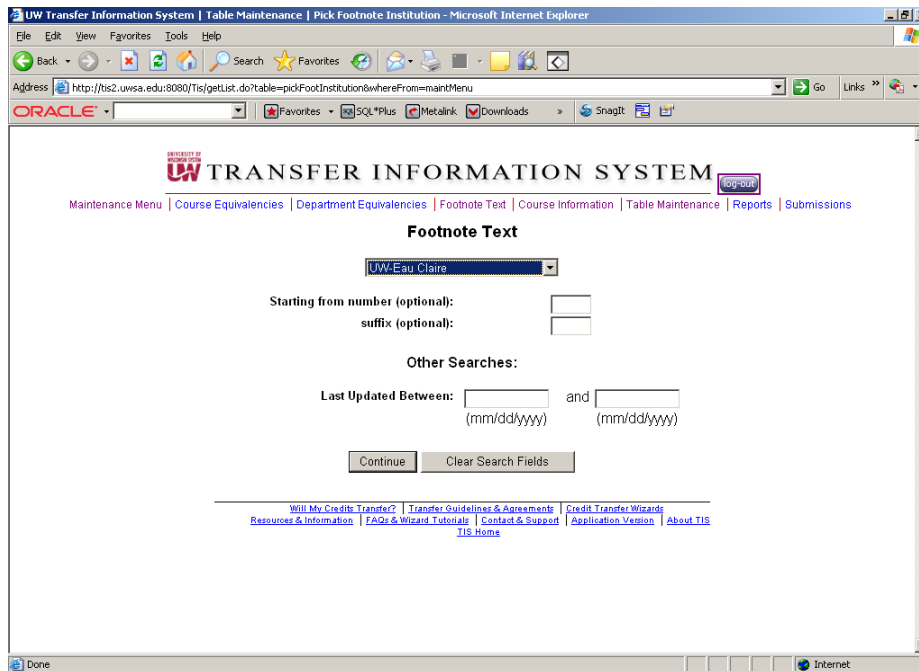 UW Transfer Information System | Table Maintenance | Pick Footnote Institution - Microsoft Internet Explorer
File Edit View Favorites Tools Help
Back Search Favorites
Address http://tis2.uwsa.edu:8080/Tis/getList.do?table=pickFootInstitution&whereFrom=maintMenu Go Links »
ORACLE Favorites SQL*Plus Metalink Downloads » SnagIt
UNIVERSITY OF WISCONSIN SYSTEM
UW TRANSFER INFORMATION SYSTEM log-out
Maintenance Menu | Course Equivalencies | Department Equivalencies | Footnote Text | Course Information | Table Maintenance | Reports | Submissions
Footnote Text
UW-Eau Claire
Starting from number (optional):
suffix (optional):
Other Searches:
Last Updated Between: and
(mm/dd/yyyy) (mm/dd/yyyy)
Continue Clear Search Fields
Will My Credits Transfer? | Transfer Guidelines & Agreements | Credit Transfer Wizards
Resources & Information | FAQs & Wizard Tutorials | Contact & Support | Application Version | About TIS
TIS Home
Done Internet